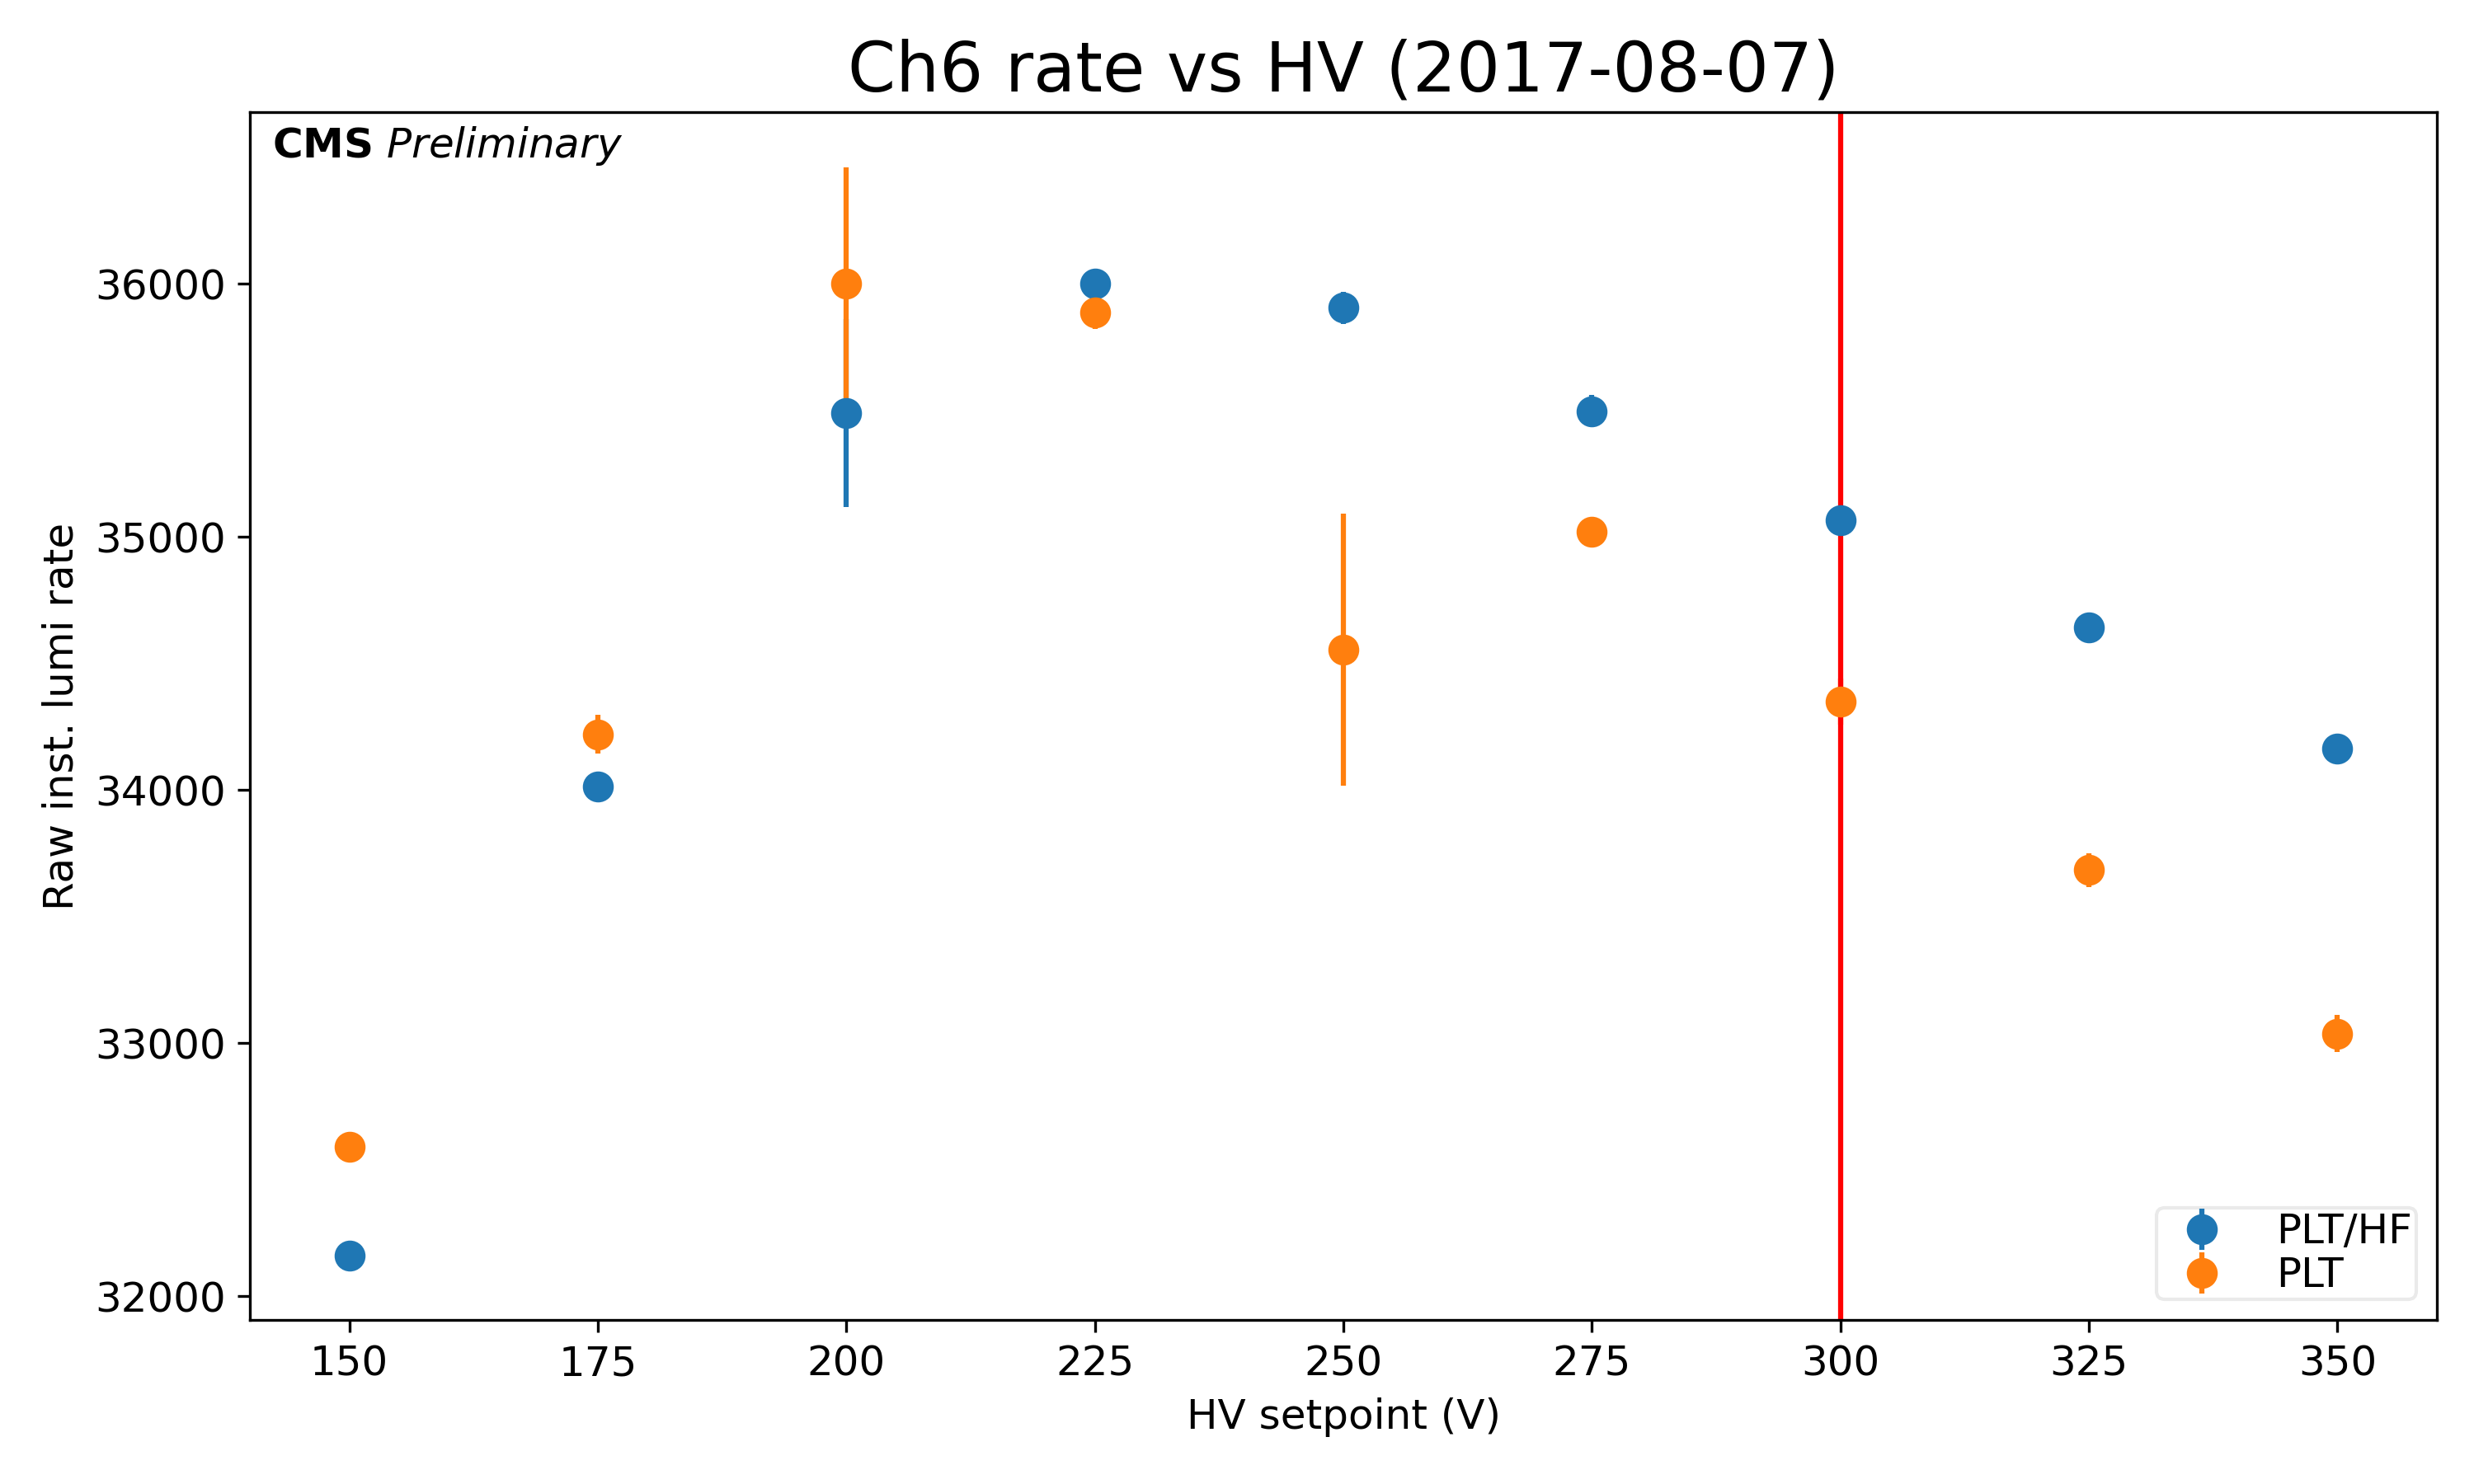 Ch6 rate vs HV (2017-08-07)
CMS Preliminary
Raw inst. lumi rate
36000
35000
34000
33000
32000
150 175 200 225 250 275 300 325 350
HV setpoint (V)
PLT/HF
PLT